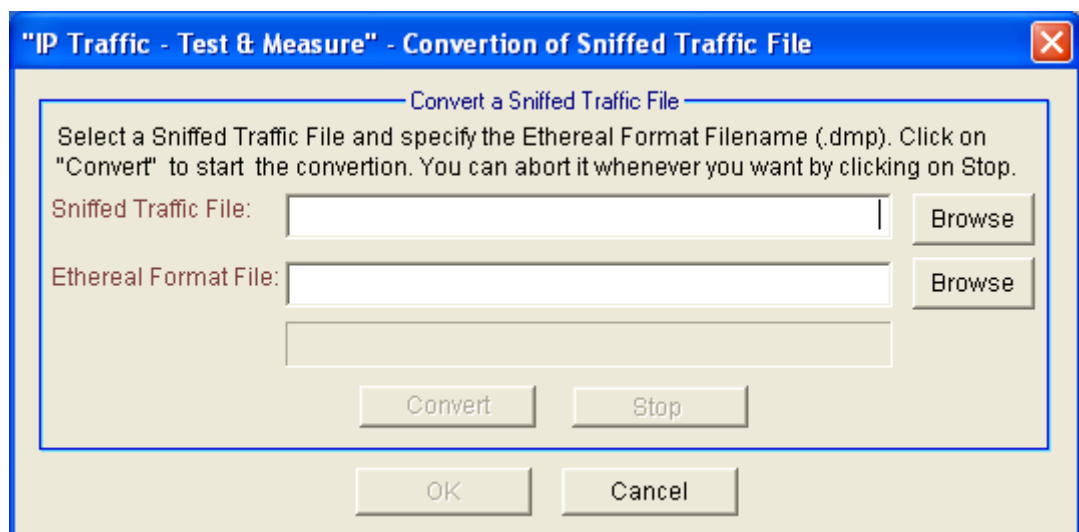 "IP Traffic - Test & Measure" - Convertion of Sniffed Traffic File
Convert a Sniffed Traffic File
Select a Sniffed Traffic File and specify the Ethereal Format Filename (.dmp). Click on
"Convert" to start the convertion. You can abort it whenever you want by clicking on Stop.
Sniffed Traffic File:
Browse
Ethereal Format File:
Browse
Convert Stop
OK Cancel